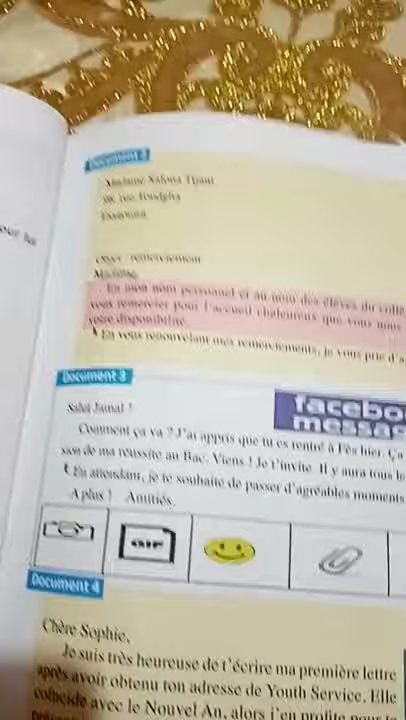 Document 2
Madame
Essaouira
Objet : remerciement
Madame,
En mon nom personnel et au nom des élèves du
vous remercier pour l'accueil chaleureux que vous nous
votre disponibilité.
En vous renouvelant mes remerciements, je vous prie d'a
Document 3
Salut Jamal !
facebo
messag
Comment ça va ? J'ai appris que tu es rentré à Fès hier. Ça
sion de ma réussite au Bac. Viens ! Je t'invite. Il y aura tous le
En attendant, je te souhaite de passer d'agréables moments
A plus ! Amitiés.
GIF
Document 4
Chère Sophie,
Je suis très heureuse de t'écrire ma première lettre
après avoir obtenu ton adresse de Youth Service. Elle
coïncide avec le Nouvel An, alors j'en profite pour te